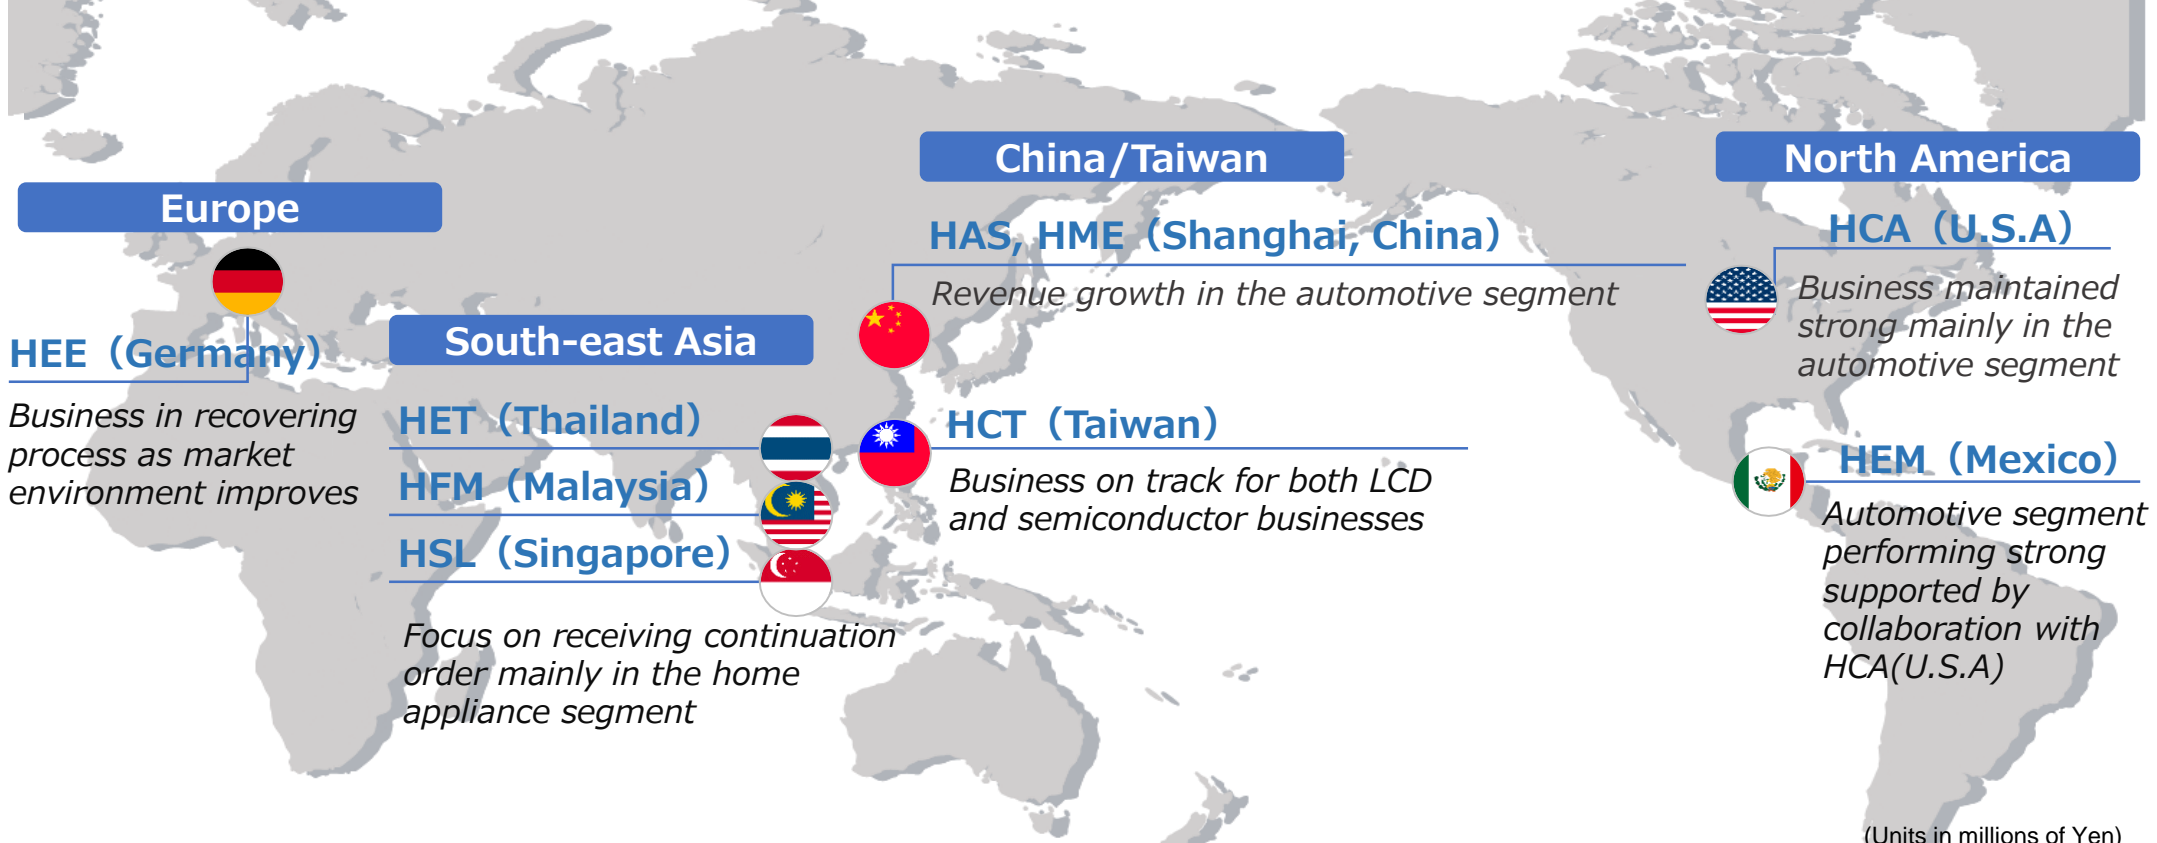 Europe
HEE（Germany）
Business in recovering
process as market
environment improves
South-east Asia
HET（Thailand）
HFM（Malaysia）
HSL（Singapore）
Focus on receiving continuation
order mainly in the home
appliance segment
China/Taiwan
HAS, HME（Shanghai, China）
Revenue growth in the automotive segment
HCT（Taiwan）
Business on track for both LCD
and semiconductor businesses
North America
HCA（U.S.A）
Business maintained
strong mainly in the
automotive segment
HEM（Mexico）
Automotive segment
performing strong
supported by
collaboration with
HCA(U.S.A)
(Units in millions of Yen)